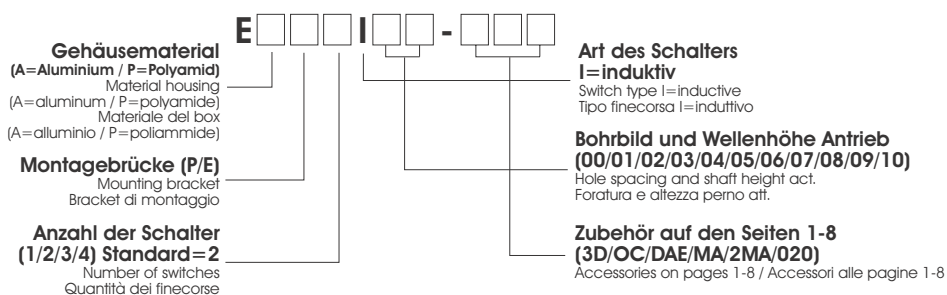 E□□□I□□-□□□
Gehäusematerial
(A=Aluminium / P=Polyamid)
Material housing
(A=aluminum / P=polyamide)
Materiale del box
(A=alluminio / P=poliammide)
Montagebrücke (P/E)
Mounting bracket
Bracket di montaggio
Anzahl der Schalter
(1/2/3/4) Standard=2
Number of switches
Quantità dei finecorse
Art des Schalters
I=induktiv
Switch type I=inductive
Tipo finecorsa I=induttivo
Bohrbild und Wellenhöhe Antrieb
(00/01/02/03/04/05/06/07/08/09/10)
Hole spacing and shaft height act.
Foratura e altezza perno att.
Zubehör auf den Seiten 1-8
(3D/OC/DAE/MA/2MA/020)
Accessories on pages 1-8 / Accessori alle pagine 1-8